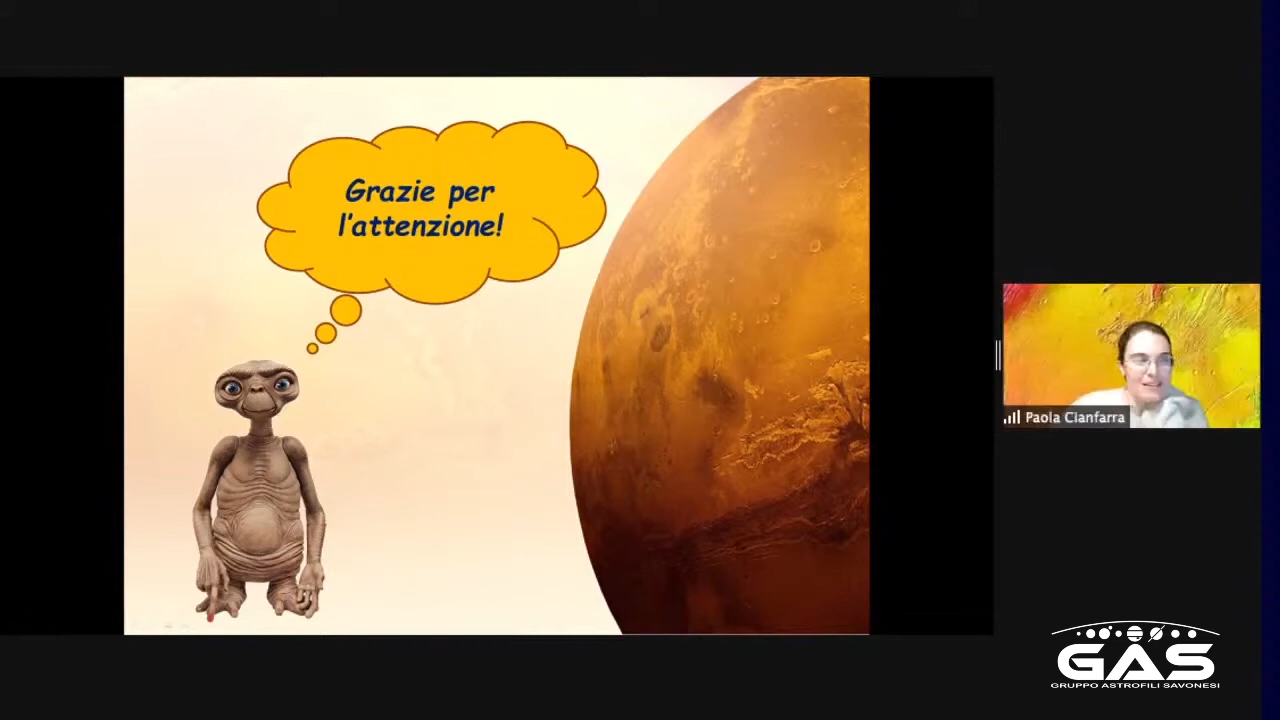 Grazie per
l'attenzione!
Paola Cianfarra
GAS
GRUPPO ASTROFILI SAVONESI